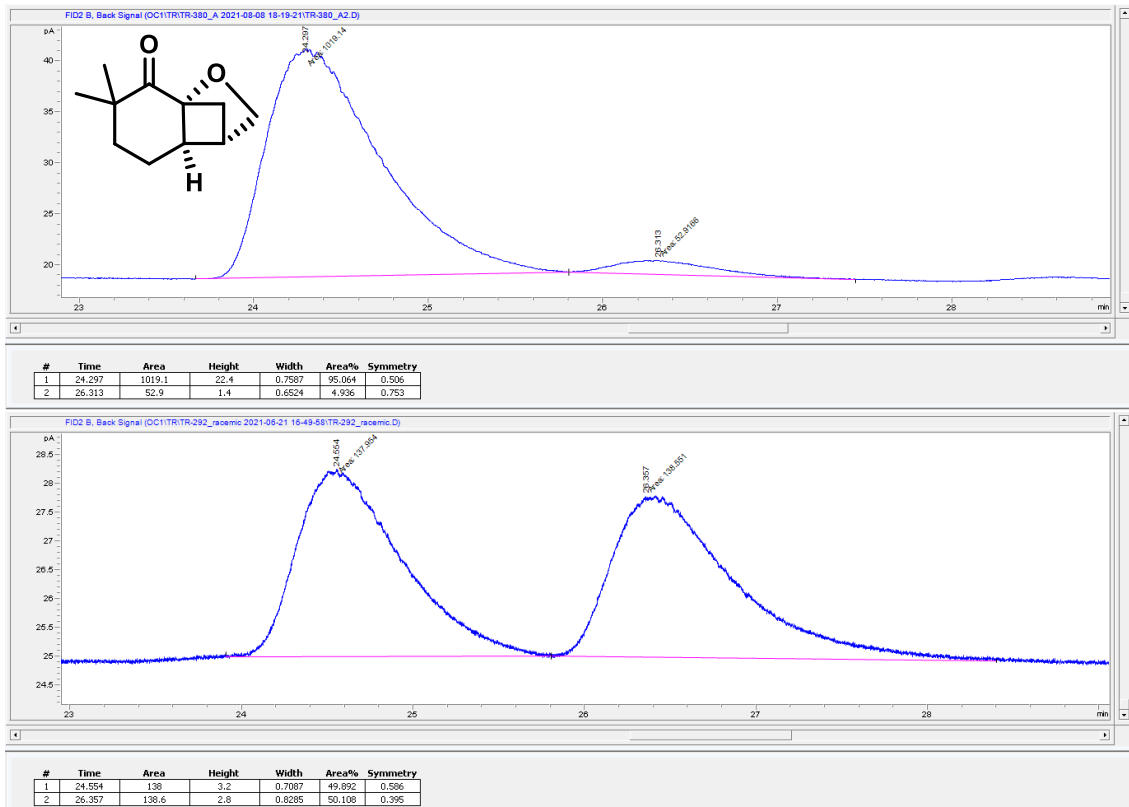 FID2 B, Back Signal (OC1\TR\TR-380_A 2021-08-08 18-19-21\TR-380_A2.D)
pA
40
35
30
25
20
24.297
Area: 1019.14
26.313
Area: 52.9166
O
O
H
23 24 25 26 27 28 min
# Time Area Height Width Area% Symmetry
1 24.297 1019.1 22.4 0.7587 95.064 0.506
2 26.313 52.9 1.4 0.6524 4.936 0.753
FID2 B, Back Signal (OC1\TR\TR-292_racemic 2021-06-21 16-49-58\TR-292_racemic.D)
pA
28.5
28
27.5
27
26.5
26
25.5
25
24.5
24.554
Area: 137.954
26.357
Area: 138.551
23 24 25 26 27 28 min
# Time Area Height Width Area% Symmetry
1 24.554 138 3.2 0.7087 49.892 0.586
2 26.357 138.6 2.8 0.8285 50.108 0.395